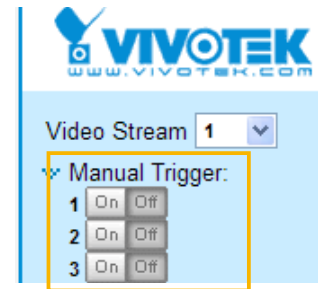 VIVOTEK
www.vivotek.com
Video Stream 1
Manual Trigger:
1 On Off
2 On Off
3 On Off